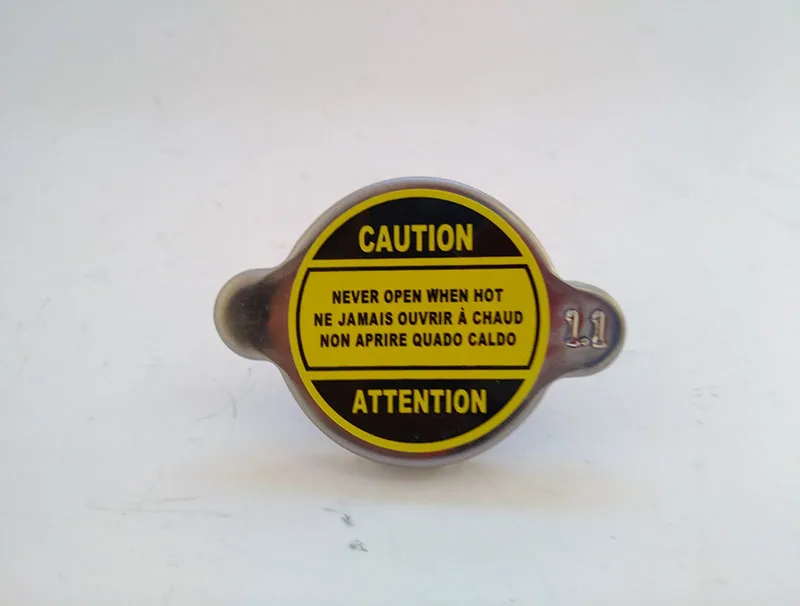 CAUTION
NEVER OPEN WHEN HOT
NE JAMAIS OUVRIR À CHAUD
NON APRIRE QUADO CALDO
1.1
ATTENTION